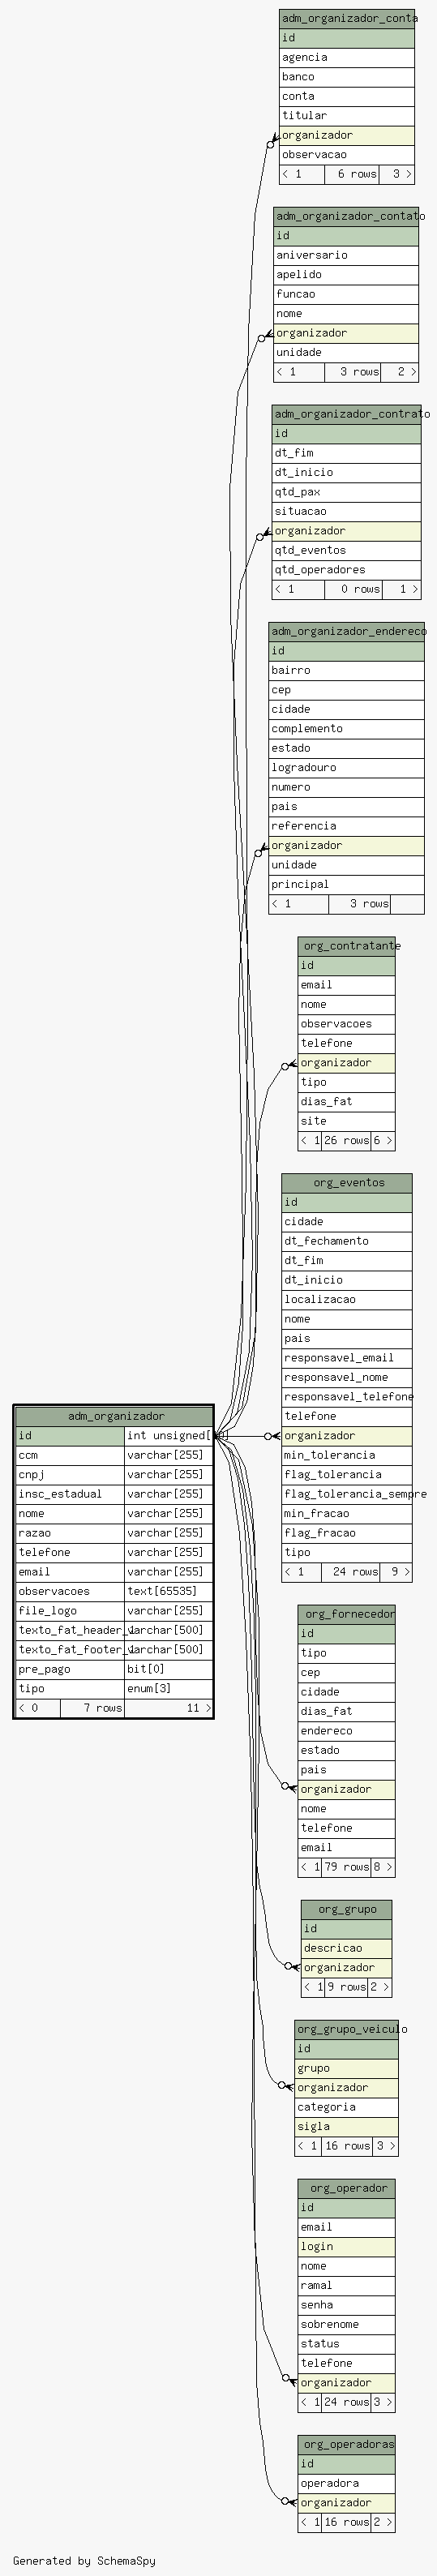 adm_organizador_conta
id
agencia
banco
conta
titular
organizador
observacao
< 1 6 rows 3 >
adm_organizador_contato
id
aniversario
apelido
funcao
nome
organizador
unidade
< 1 3 rows 2 >
adm_organizador_contrato
id
dt_fim
dt_inicio
qtd_pax
situacao
organizador
qtd_eventos
qtd_operadores
< 1 0 rows 1 >
adm_organizador_endereco
id
bairro
cep
cidade
complemento
estado
logradouro
numero
pais
referencia
organizador
unidade
principal
< 1 3 rows
org_contratante
id
email
nome
observacoes
telefone
organizador
tipo
dias_fat
site
< 1 26 rows 6 >
org_eventos
id
cidade
dt_fechamento
dt_fim
dt_inicio
localizacao
nome
pais
responsavel_email
responsavel_nome
responsavel_telefone
telefone
organizador
min_tolerancia
flag_tolerancia
flag_tolerancia_sempre
min_fracao
flag_fracao
tipo
< 1 24 rows 9 >
adm_organizador
id int unsigned[
ccm varchar[255]
cnpj varchar[255]
insc_estadual varchar[255]
nome varchar[255]
razao varchar[255]
telefone varchar[255]
email varchar[255]
observacoes text[65535]
file_logo varchar[255]
texto_fat_header_ varchar[500]
texto_fat_footer_ varchar[500]
pre_pago bit[0]
tipo enum[3]
< 0 7 rows 11 >
org_fornecedor
id
tipo
cep
cidade
dias_fat
endereco
estado
pais
organizador
nome
telefone
email
< 1 79 rows 8 >
org_grupo
id
descricao
organizador
< 1 9 rows 2 >
org_grupo_veiculo
id
grupo
organizador
categoria
sigla
< 1 16 rows 3 >
org_operador
id
email
login
nome
ramal
senha
sobrenome
status
telefone
organizador
< 1 24 rows 3 >
org_operadoras
id
operadora
organizador
< 1 16 rows 2 >
Generated by SchemaSpy